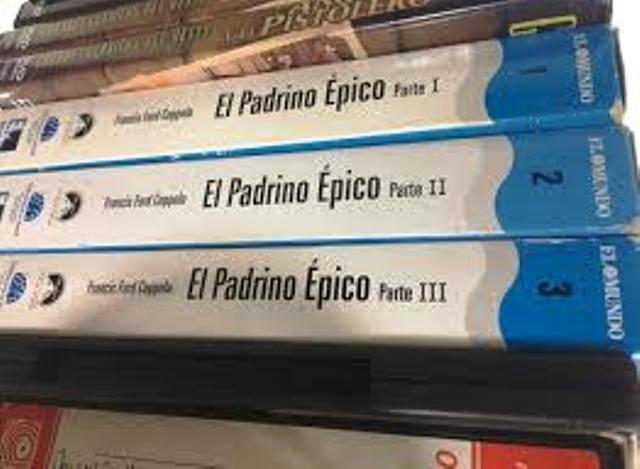 PISTOLERO
Francis Ford Coppola El Padrino Épico Parte I 1 EL MUNDO
Francis Ford Coppola El Padrino Épico Parte II 2 EL MUNDO
Francis Ford Coppola El Padrino Épico Parte III 3 EL MUNDO